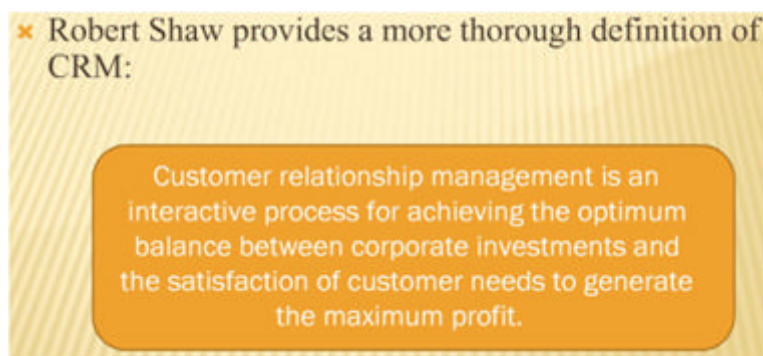 Robert Shaw provides a more thorough definition of
CRM:
Customer relationship management is an
interactive process for achieving the optimum
balance between corporate investments and
the satisfaction of customer needs to generate
the maximum profit.